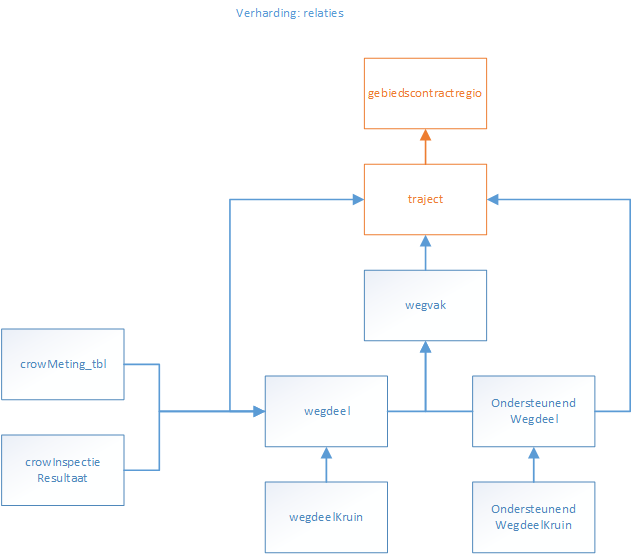 Verharding: relaties
gebiedscontractregio
traject
wegvak
crowMeting_tbl
wegdeel
Ondersteunend
Wegdeel
crowInspectie
Resultaat
wegdeelKruin
Ondersteunend
WegdeelKruin